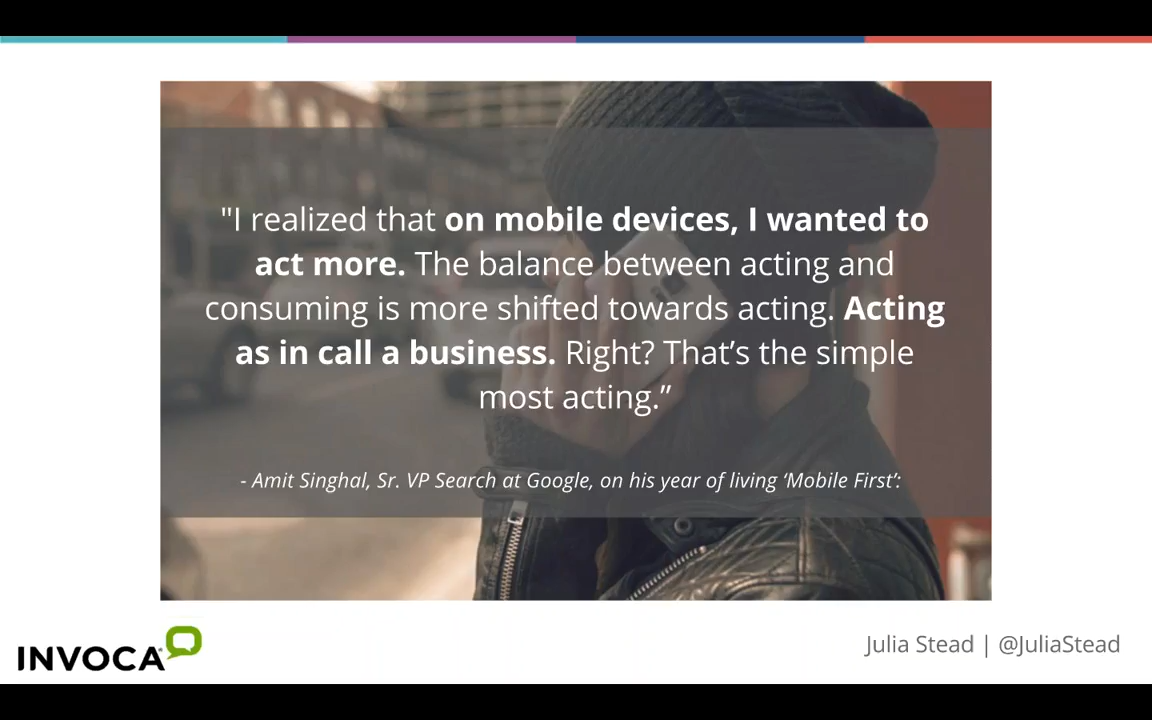 "I realized that on mobile devices, I wanted to
act more. The balance between acting and
consuming is more shifted towards acting. Acting
as in call a business. Right? That’s the simple
most acting.”
- Amit Singhal, Sr. VP Search at Google, on his year of living ‘Mobile First’:
INVOCA
Julia Stead | @JuliaStead